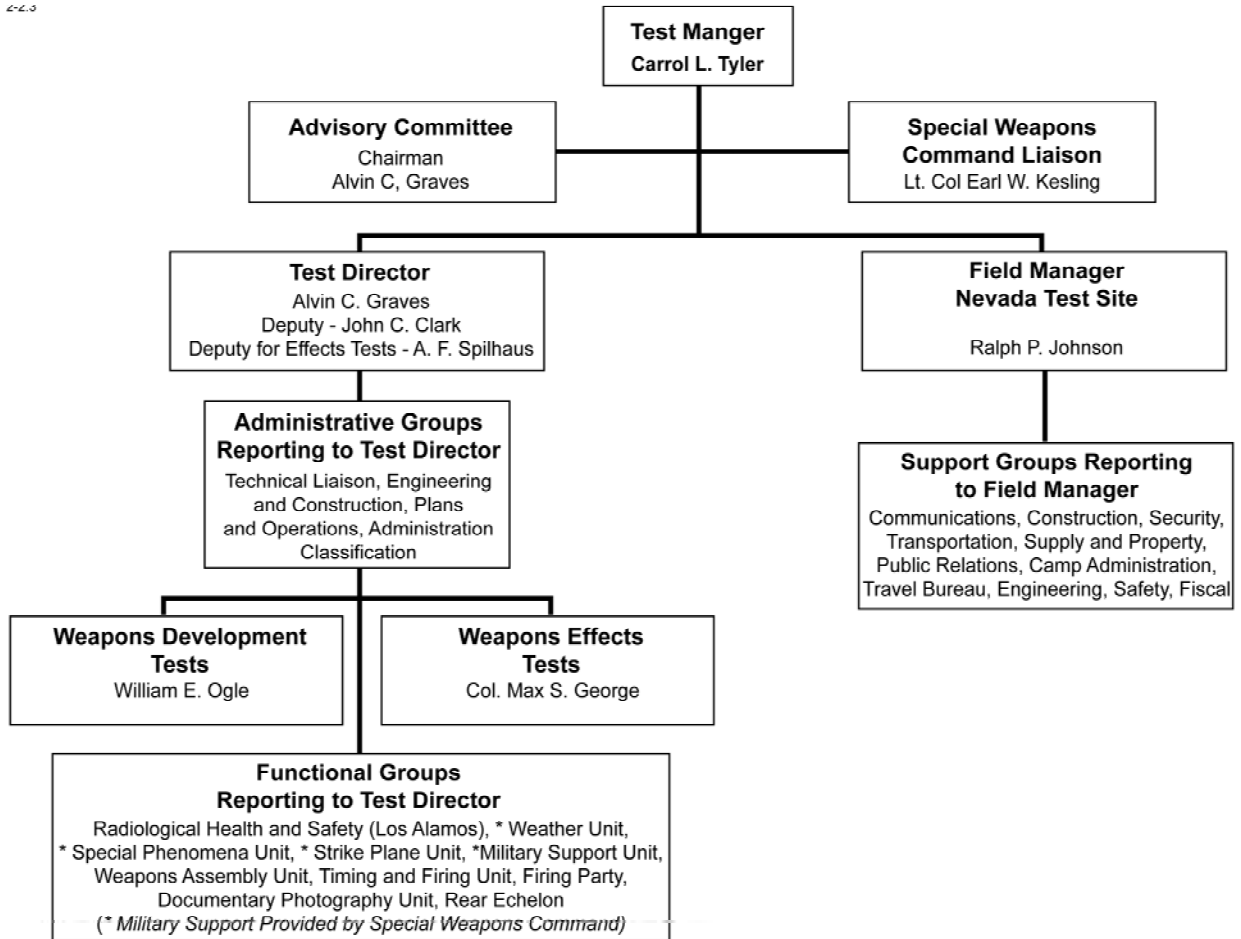 2-2.3
Test Manger
Carrol L. Tyler
Advisory Committee
Chairman
Alvin C, Graves
Special Weapons
Command Liaison
Lt. Col Earl W. Kesling
Test Director
Alvin C. Graves
Deputy - John C. Clark
Deputy for Effects Tests - A. F. Spilhaus
Field Manager
Nevada Test Site
Ralph P. Johnson
Administrative Groups
Reporting to Test Director
Technical Liaison, Engineering
and Construction, Plans
and Operations, Administration
Classification
Support Groups Reporting
to Field Manager
Communications, Construction, Security,
Transportation, Supply and Property,
Public Relations, Camp Administration,
Travel Bureau, Engineering, Safety, Fiscal
Weapons Development
Tests
William E. Ogle
Weapons Effects
Tests
Col. Max S. George
Functional Groups
Reporting to Test Director
Radiological Health and Safety (Los Alamos), * Weather Unit,
* Special Phenomena Unit, * Strike Plane Unit, *Military Support Unit,
Weapons Assembly Unit, Timing and Firing Unit, Firing Party,
Documentary Photography Unit, Rear Echelon
(* Military Support Provided by Special Weapons Command)